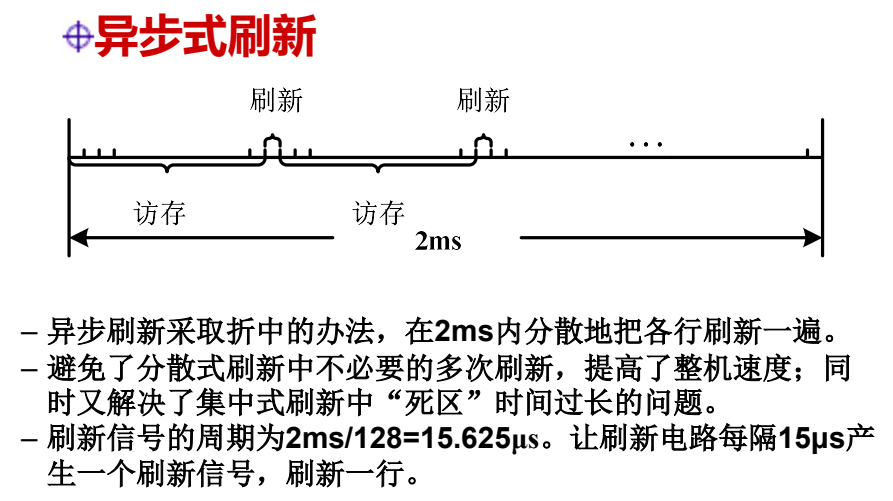 异步式刷新
刷新 刷新
...
访存 访存
2ms
– 异步刷新采取折中的办法，在2ms内分散地把各行刷新一遍。
– 避免了分散式刷新中不必要的多次刷新，提高了整机速度；同
时又解决了集中式刷新中“死区”时间过长的问题。
– 刷新信号的周期为2ms/128=15.625μs。让刷新电路每隔15μs产
生一个刷新信号，刷新一行。